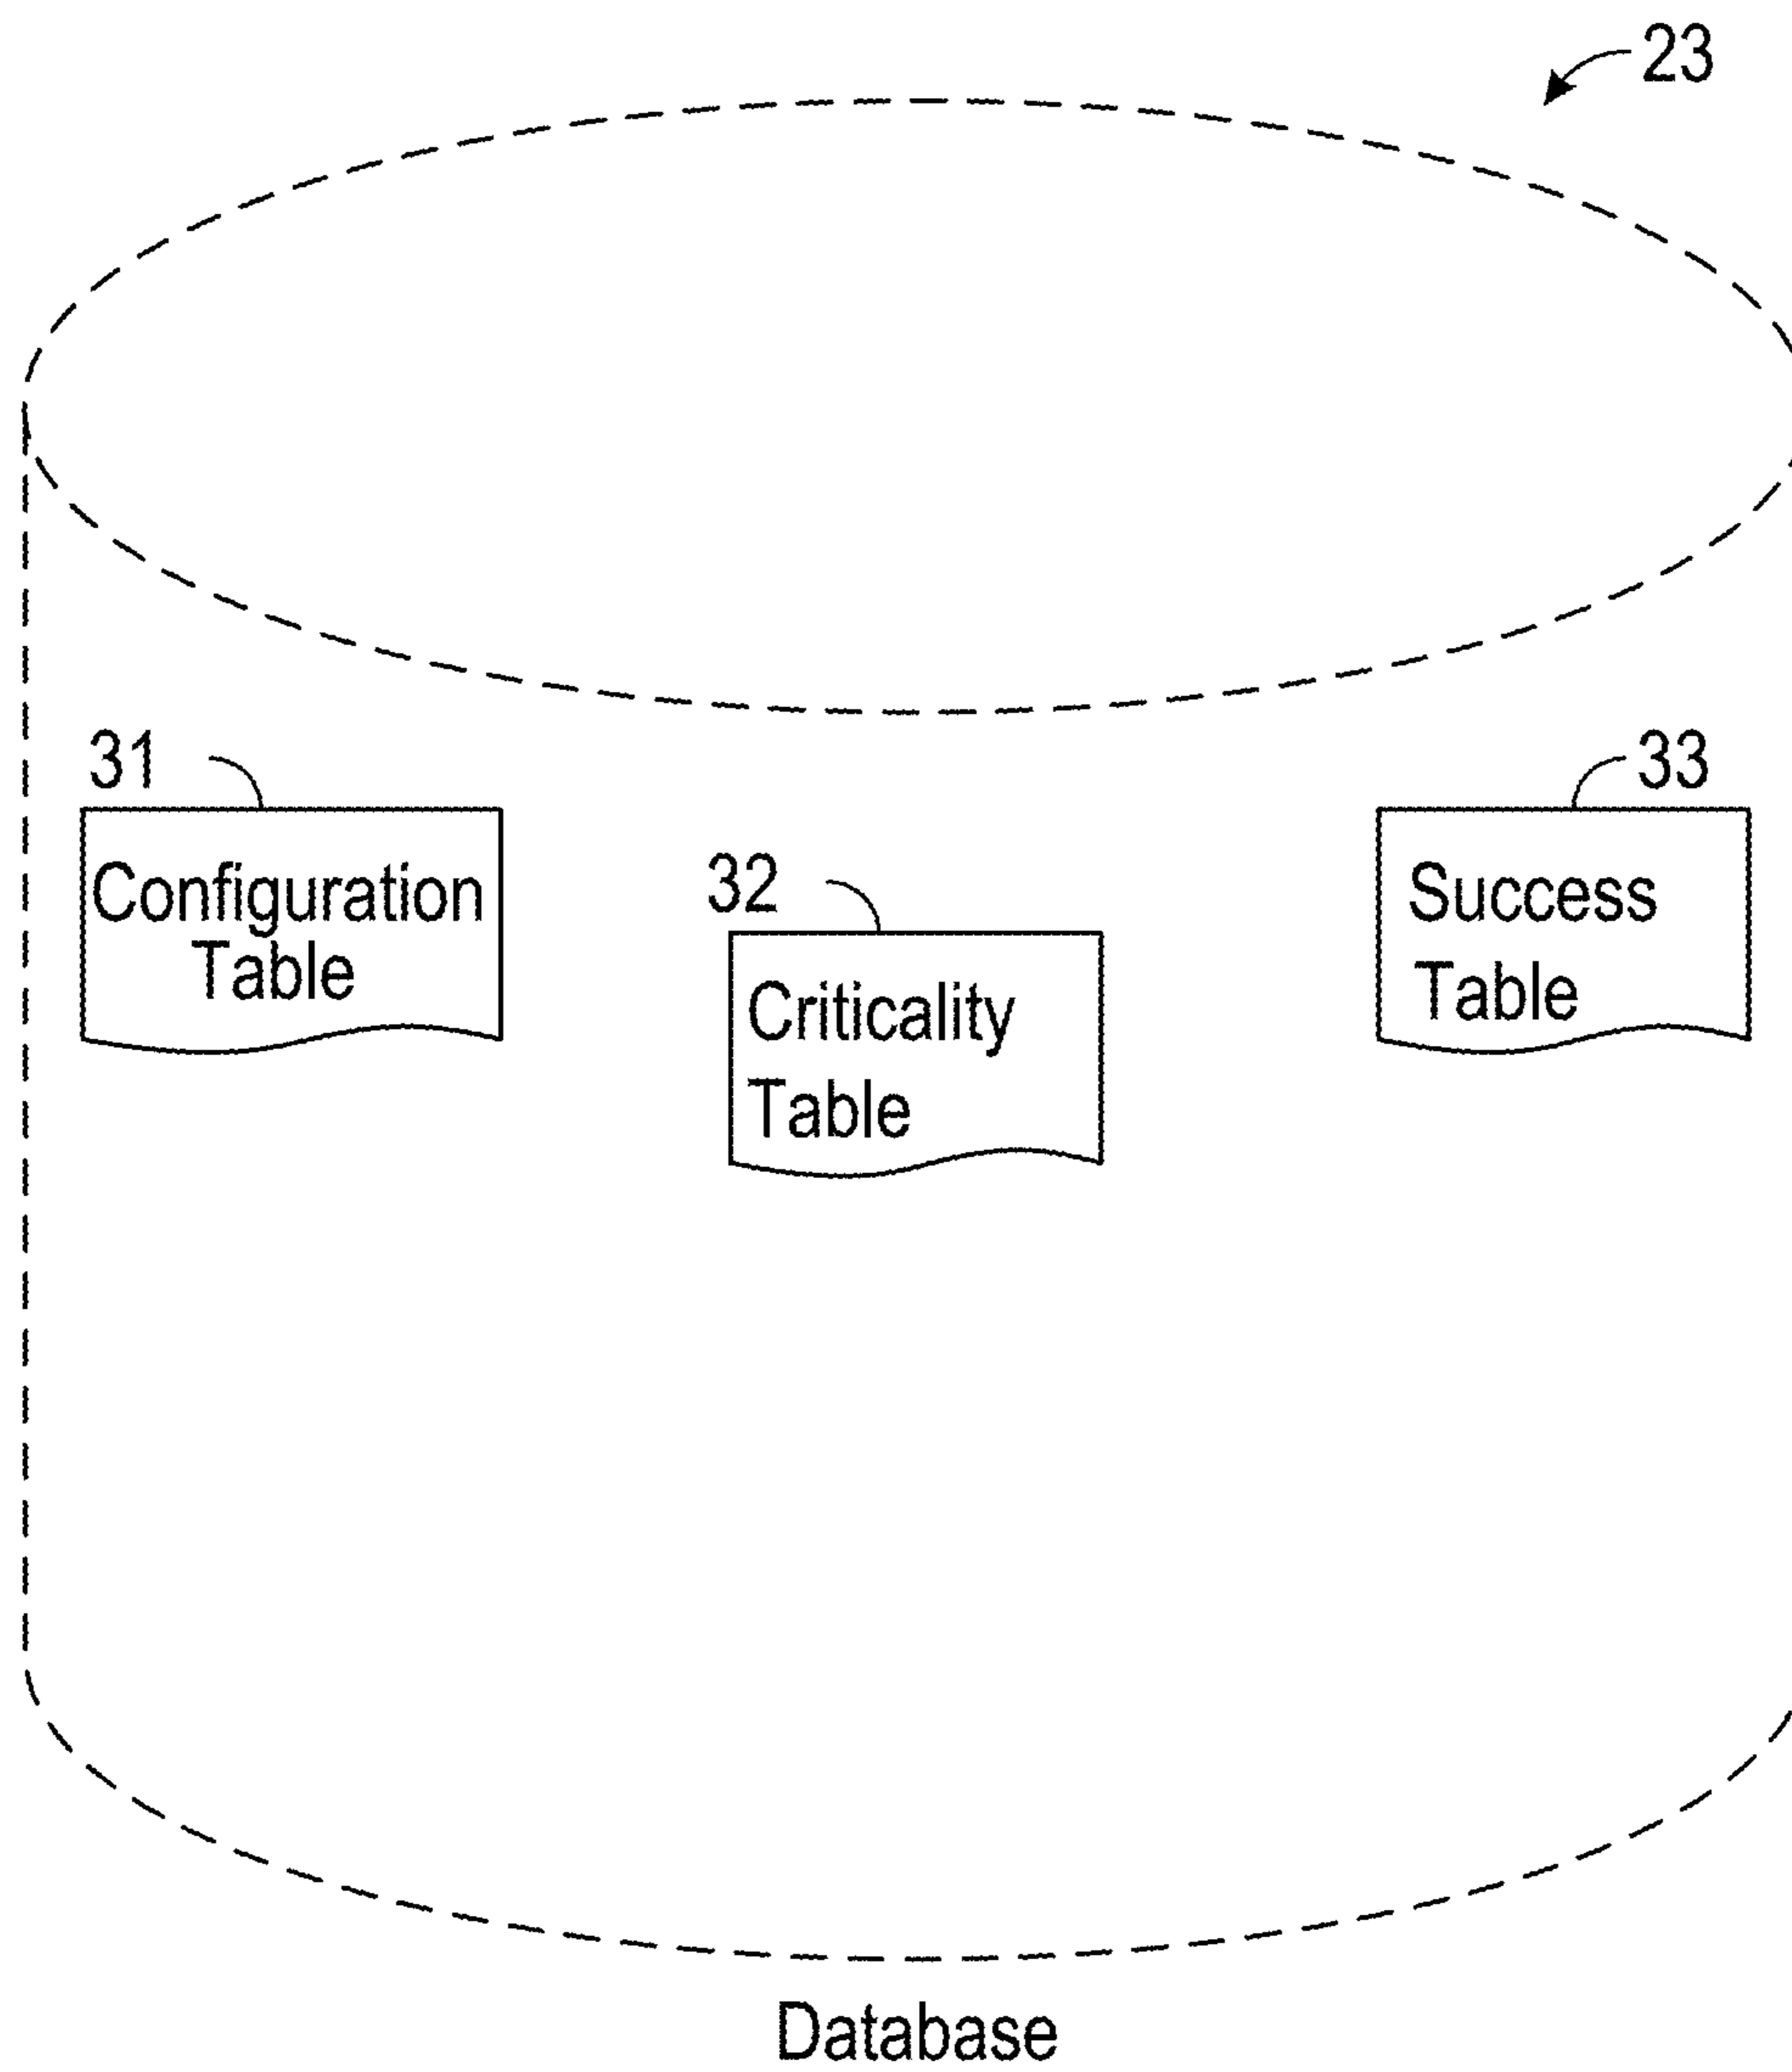 23
31
33
Configuration
Table
32
Success
Table
Criticality
Table
Database